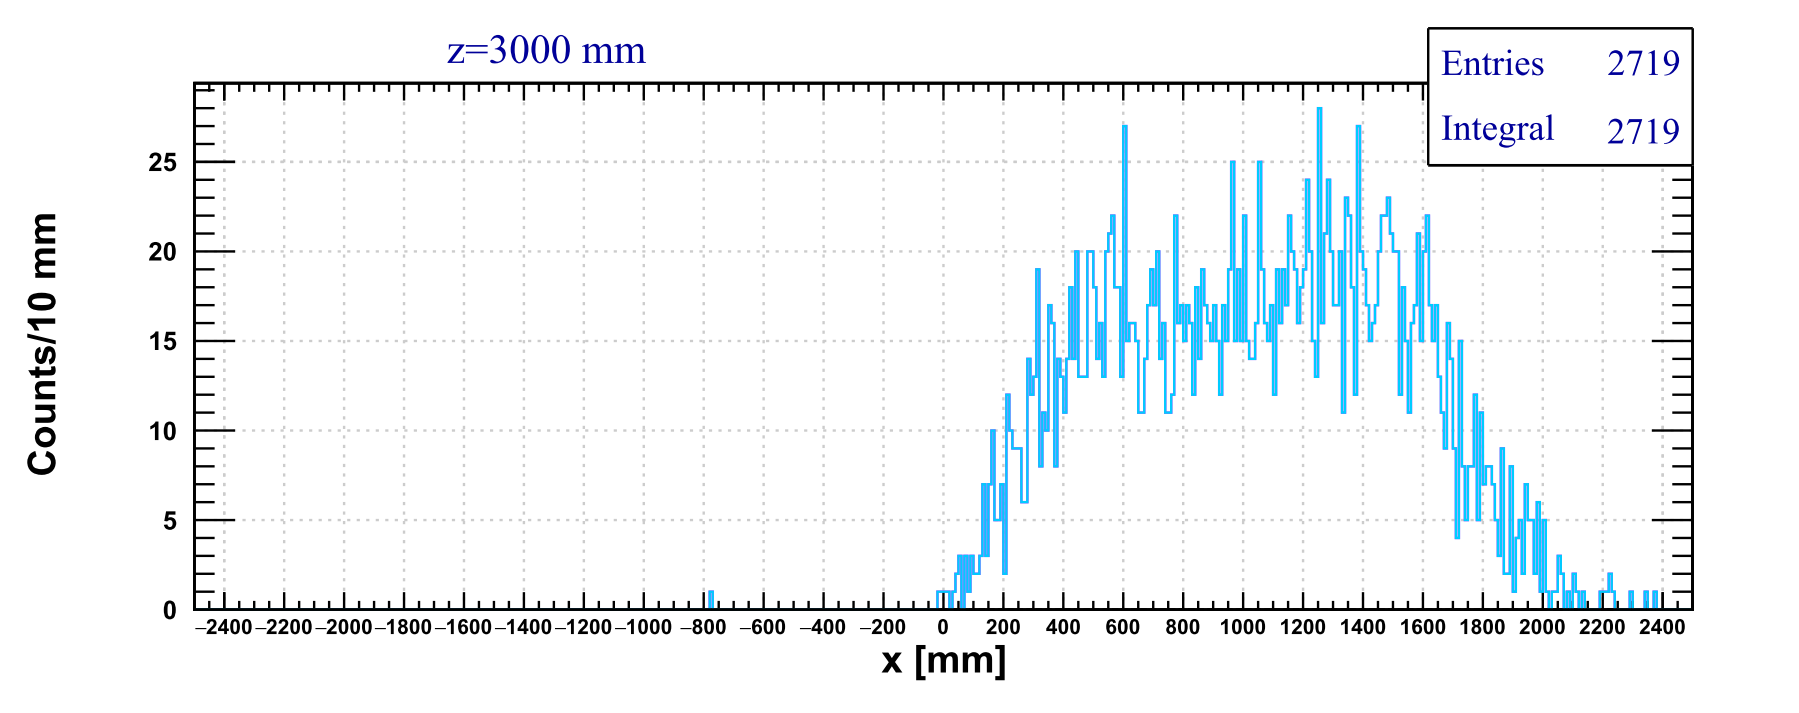 z=3000 mm
Entries 2719
Integral 2719
Counts/10 mm
25
20
15
10
5
0
−2400 −2200 −2000 −1800 −1600 −1400 −1200 −1000 −800 −600 −400 −200 0 200 400 600 800 1000 1200 1400 1600 1800 2000 2200 2400
x [mm]